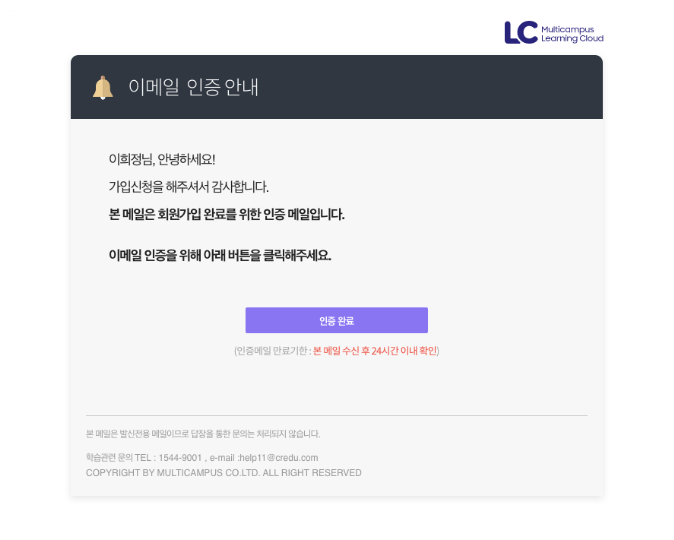 LC Multicampus
Learning Cloud
이메일 인증 안내
이희정님, 안녕하세요!
가입신청을 해주셔서 감사합니다.
본 메일은 회원가입 완료를 위한 인증 메일입니다.
이메일 인증을 위해 아래 버튼을 클릭해주세요.
인증 완료
(인증메일 만료기한 : 본 메일 수신 후 24시간 이내 확인)
본 메일은 발신전용 메일이므로 답장을 통한 문의는 처리되지 않습니다.
학습관련 문의 TEL : 1544-9001 , e-mail :help11@credu.com
COPYRIGHT BY MULTICAMPUS CO.LTD. ALL RIGHT RESERVED